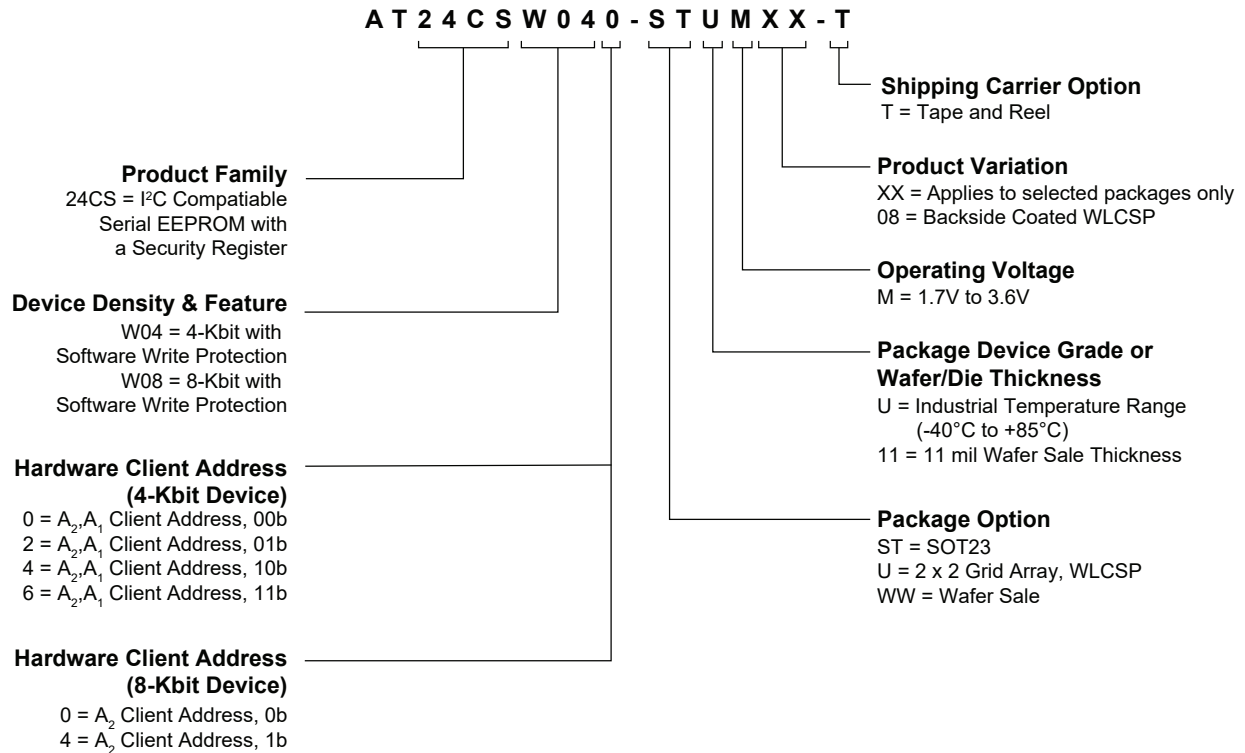 AT24CSW040-STUMXX-T
Shipping Carrier Option
T = Tape and Reel
Product Family
24CS = I²C Compatiable
Serial EEPROM with
a Security Register
Product Variation
XX = Applies to selected packages only
08 = Backside Coated WLCSP
Operating Voltage
M = 1.7V to 3.6V
Device Density & Feature
W04 = 4-Kbit with
Software Write Protection
W08 = 8-Kbit with
Software Write Protection
Package Device Grade or
Wafer/Die Thickness
U = Industrial Temperature Range
(-40°C to +85°C)
11 = 11 mil Wafer Sale Thickness
Hardware Client Address
(4-Kbit Device)
0 = A₂,A₁ Client Address, 00b
2 = A₂,A₁ Client Address, 01b
4 = A₂,A₁ Client Address, 10b
6 = A₂,A₁ Client Address, 11b
Package Option
ST = SOT23
U = 2 x 2 Grid Array, WLCSP
WW = Wafer Sale
Hardware Client Address
(8-Kbit Device)
0 = A₂ Client Address, 0b
4 = A₂ Client Address, 1b